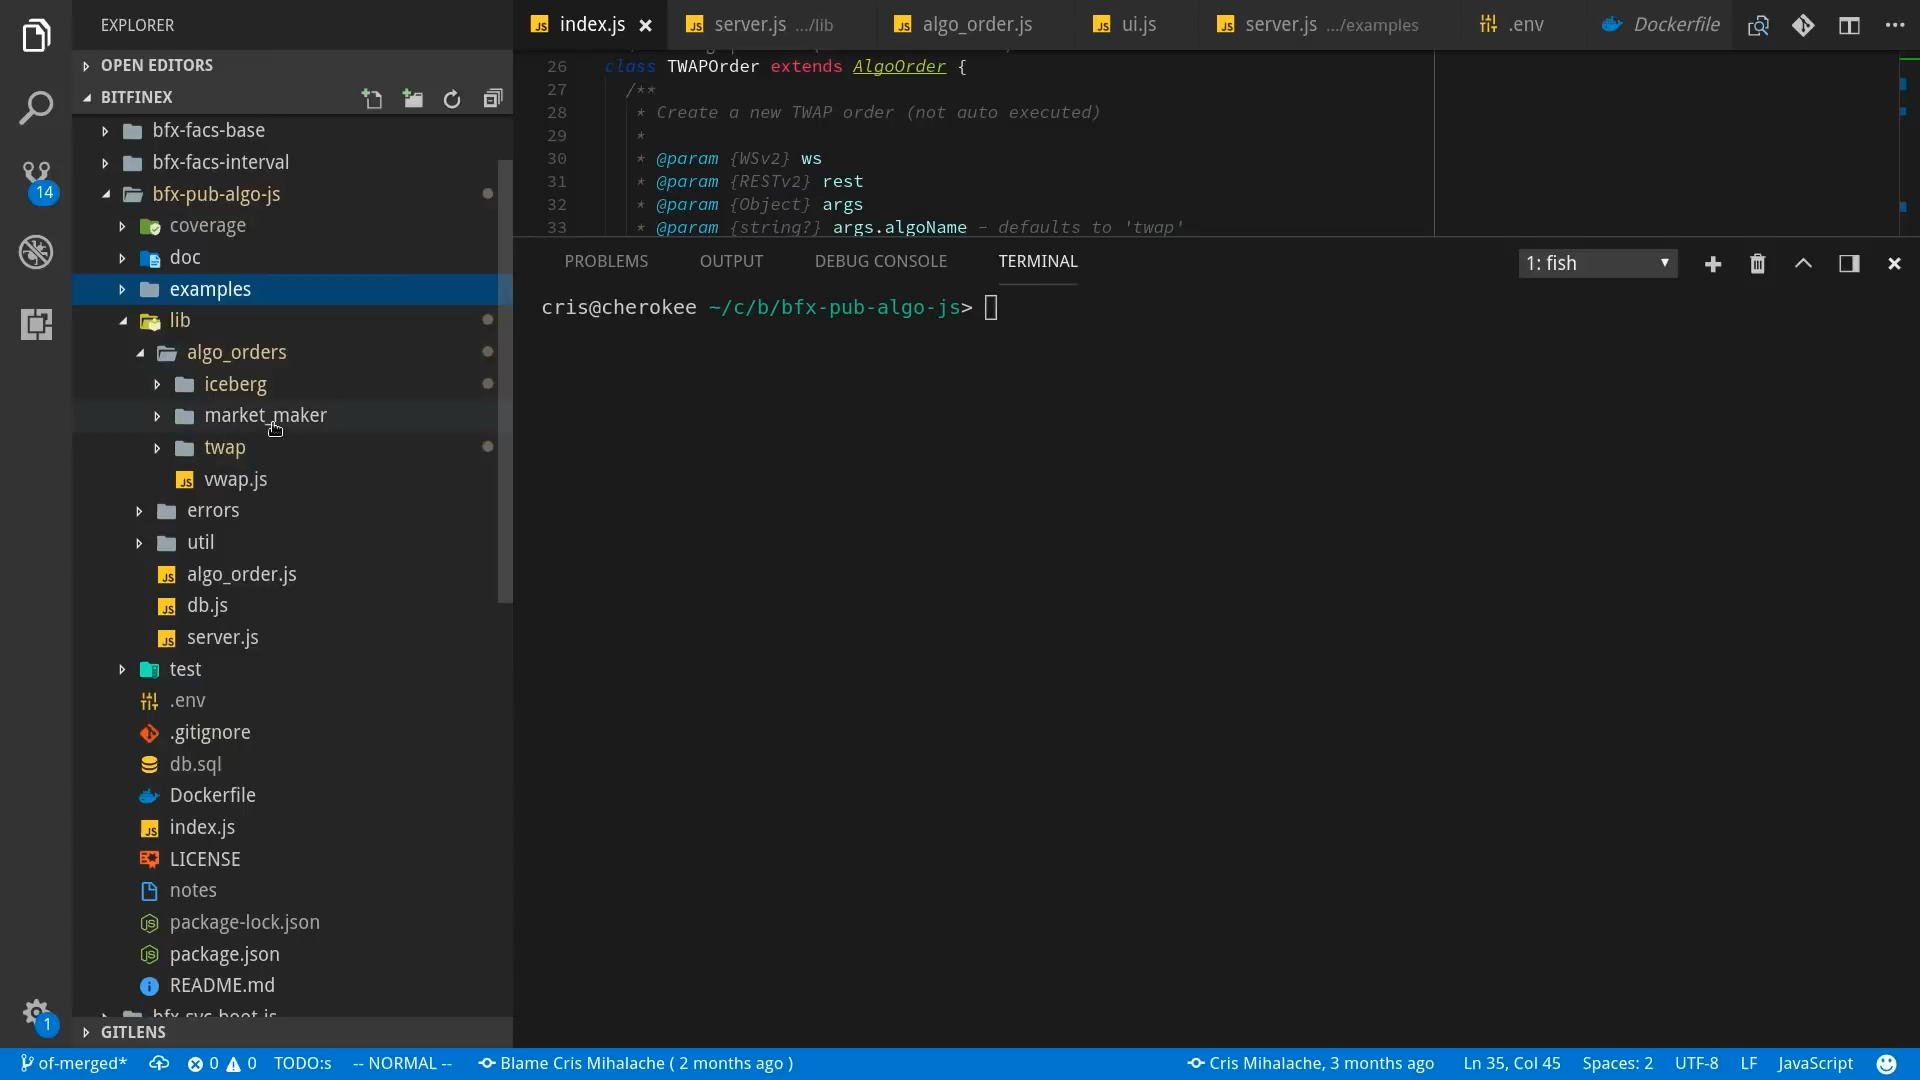 EXPLORER
OPEN EDITORS
BITFINEX
bfx-facs-base
bfx-facs-interval
bfx-pub-algo-js
coverage
doc
examples
lib
algo_orders
iceberg
market_maker
twap
vwap.js
errors
util
algo_order.js
db.js
server.js
test
.env
.gitignore
db.sql
Dockerfile
index.js
LICENSE
notes
package-lock.json
package.json
README.md
bfx-svc-boot-js
GITLENS
14
1
index.js
server.js .../lib
algo_order.js
ui.js
server.js .../examples
.env
Dockerfile
26 class TWAPOrder extends AlgoOrder {
27 /**
28 * Create a new TWAP order (not auto executed)
29 *
30 * @param {WSv2} ws
31 * @param {RESTv2} rest
32 * @param {Object} args
33 * @param {string?} args.algoName - defaults to 'twap'
PROBLEMS OUTPUT DEBUG CONSOLE TERMINAL 1: fish
cris@cherokee ~/c/b/bfx-pub-algo-js>
of-merged* 0 0 TODO:s -- NORMAL -- Blame Cris Mihalache ( 2 months ago ) Cris Mihalache, 3 months ago Ln 35, Col 45 Spaces: 2 UTF-8 LF JavaScript